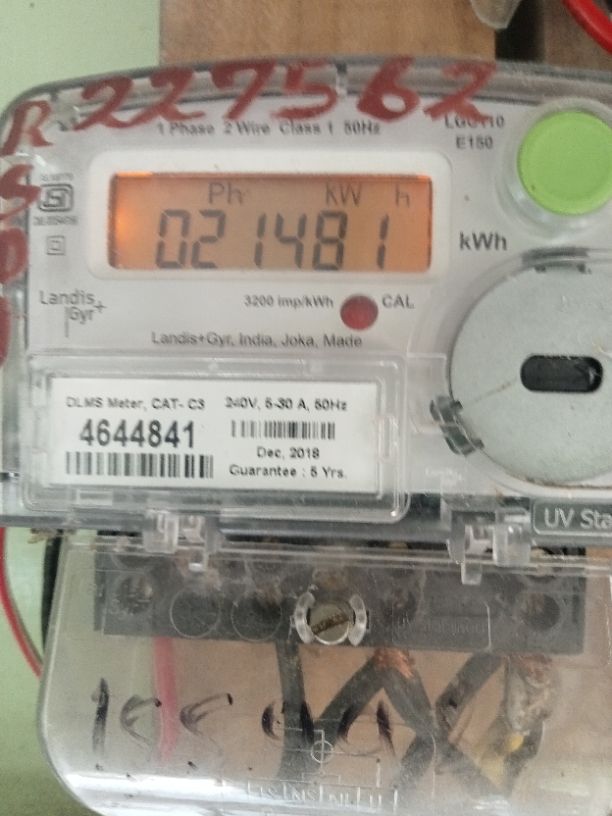 R 227562
1 Phase 2 Wire Class 1 50Hz
E150
Ph kW h
021481
kWh
Landis+
Gyr
3200 imp/kWh CAL
Landis+Gyr, India, Joka, Made
DLMS Meter, CAT- C3 240V, 5-30 A, 50Hz
4644841
Dec, 2018
Guarantee : 5 Yrs.
UV Sta